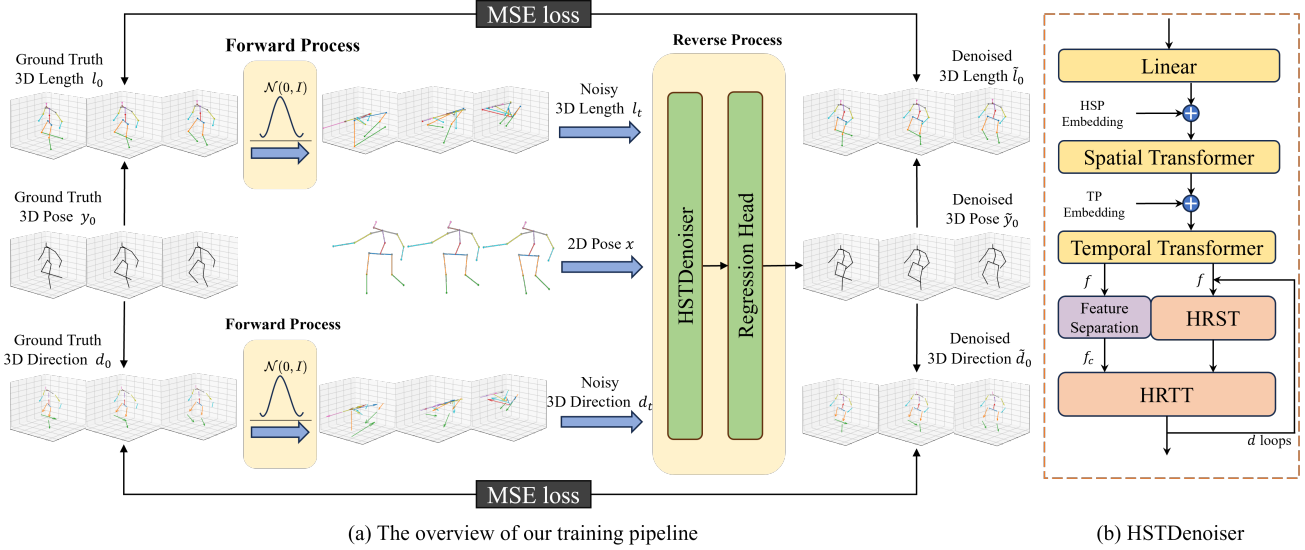 MSE loss
Ground Truth
3D Length l₀
Forward Process
𝒩(0, I)
Noisy
3D Length lₜ
Reverse Process
Denoised
3D Length l̃₀
Ground Truth
3D Pose y₀
2D Pose x
HSTDenoiser
Regression Head
Denoised
3D Pose ỹ₀
Ground Truth
3D Direction d₀
Forward Process
𝒩(0, I)
Noisy
3D Direction dₜ
Denoised
3D Direction d̃₀
MSE loss
(a) The overview of our training pipeline
Linear
HSP
Embedding
Spatial Transformer
TP
Embedding
Temporal Transformer
f
f
Feature
Separation
HRST
f_c
HRTT
d loops
(b) HSTDenoiser